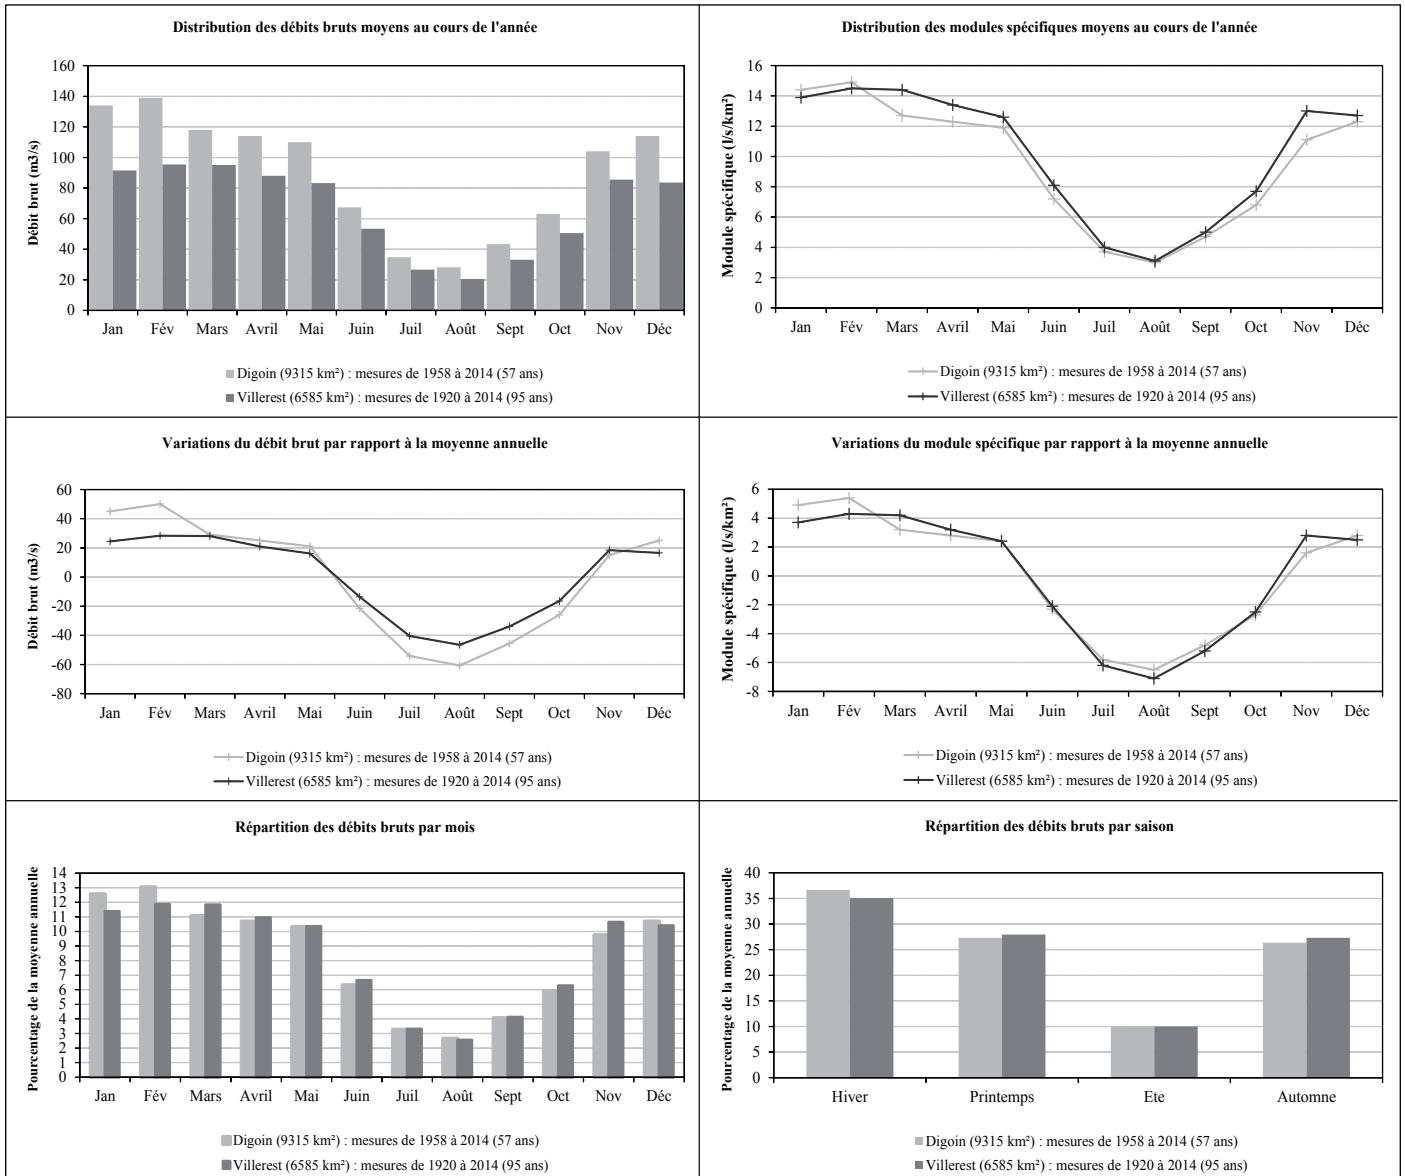 Distribution des débits bruts moyens au cours de l'année
Débit brut (m3/s)
160
140
120
100
80
60
40
20
0
Jan Fév Mars Avril Mai Juin Juil Août Sept Oct Nov Déc
Digoin (9315 km²) : mesures de 1958 à 2014 (57 ans)
Villerest (6585 km²) : mesures de 1920 à 2014 (95 ans)
Distribution des modules spécifiques moyens au cours de l'année
Module spécifique (l/s/km²)
16
14
12
10
8
6
4
2
0
Jan Fév Mars Avril Mai Juin Juil Août Sept Oct Nov Déc
Digoin (9315 km²) : mesures de 1958 à 2014 (57 ans)
Villerest (6585 km²) : mesures de 1920 à 2014 (95 ans)
Variations du débit brut par rapport à la moyenne annuelle
Débit brut (m3/s)
60
40
20
0
-20
-40
-60
-80
Jan Fév Mars Avril Mai Juin Juil Août Sept Oct Nov Déc
Digoin (9315 km²) : mesures de 1958 à 2014 (57 ans)
Villerest (6585 km²) : mesures de 1920 à 2014 (95 ans)
Variations du module spécifique par rapport à la moyenne annuelle
Module spécifique (l/s/km²)
6
4
2
0
-2
-4
-6
-8
Jan Fév Mars Avril Mai Juin Juil Août Sept Oct Nov Déc
Digoin (9315 km²) : mesures de 1958 à 2014 (57 ans)
Villerest (6585 km²) : mesures de 1920 à 2014 (95 ans)
Répartition des débits bruts par mois
Pourcentage de la moyenne annuelle
14
13
12
11
10
9
8
7
6
5
4
3
2
1
0
Jan Fév Mars Avril Mai Juin Juil Août Sept Oct Nov Déc
Digoin (9315 km²) : mesures de 1958 à 2014 (57 ans)
Villerest (6585 km²) : mesures de 1920 à 2014 (95 ans)
Répartition des débits bruts par saison
Pourcentage de la moyenne annuelle
40
35
30
25
20
15
10
5
0
Hiver Printemps Ete Automne
Digoin (9315 km²) : mesures de 1958 à 2014 (57 ans)
Villerest (6585 km²) : mesures de 1920 à 2014 (95 ans)